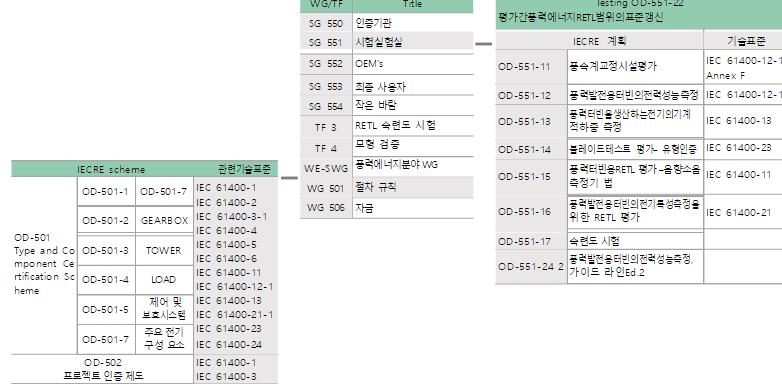 WG/TF Title
SG 550 인증기관
SG 551 시험실험실
SG 552 OEM's
SG 553 최종 사용자
SG 554 작은 바람
TF 3 RETL 숙련도 시험
TF 4 모형 검증
WE-SWG 풍력에너지분야 WG
WG 501 절차 규칙
WG 506 자금
Testing OD-551-22
평가간풍력에너지RETL범위의표준갱신
IECRE 계획 기술표준
OD-551-11 풍속계교정시설평가 IEC 61400-12-1
Annex F
OD-551-12 풍력발전용터빈의전력성능측정 IEC 61400-12-1
OD-551-13 풍력터빈을생산하는전기의기계
적하중 측정 IEC 61400-13
OD-551-14 블레이드테스트 평가- 유형인증 IEC 61400-23
OD-551-15 풍력터빈용RETL 평가-음향소음
측정기 법 IEC 61400-11
OD-551-16 풍력발전용터빈의전기특성측정을
위한 RETL 평가 IEC 61400-21
OD-551-17 숙련도 시험
OD-551-24 2 풍력발전용터빈의전력성능측정,
가이드 라인Ed.2
IECRE scheme 관련기술표준
OD-501
Type and Co
mponent Ce
rtification Sc
heme
OD-501-1 OD-501-7
OD-501-2 GEARBOX
OD-501-3 TOWER
OD-501-4 LOAD
OD-501-5 제어 및
보호시스템
OD-501-7 주요 전기
구성 요소
IEC 61400-1
IEC 61400-2
IEC 61400-3-1
IEC 61400-4
IEC 61400-5
IEC 61400-6
IEC 61400-11
IEC 61400-12-1
IEC 61400-13
IEC 61400-21-1
IEC 61400-23
IEC 61400-24
OD-502
프로젝트 인증 제도
IEC 61400-1
IEC 61400-3